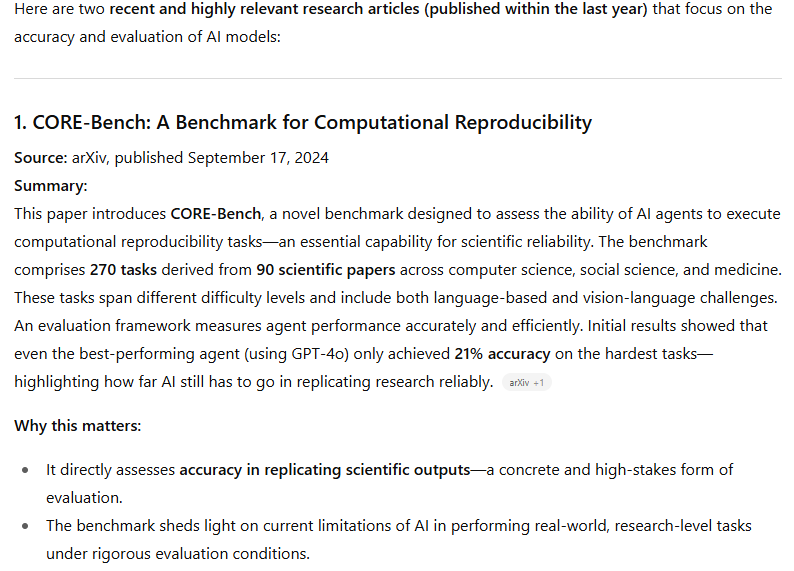 Here are two recent and highly relevant research articles (published within the last year) that focus on the
accuracy and evaluation of AI models:
1. CORE-Bench: A Benchmark for Computational Reproducibility
Source: arXiv, published September 17, 2024
Summary:
This paper introduces CORE-Bench, a novel benchmark designed to assess the ability of AI agents to execute
computational reproducibility tasks—an essential capability for scientific reliability. The benchmark
comprises 270 tasks derived from 90 scientific papers across computer science, social science, and medicine.
These tasks span different difficulty levels and include both language-based and vision-language challenges.
An evaluation framework measures agent performance accurately and efficiently. Initial results showed that
even the best-performing agent (using GPT-4o) only achieved 21% accuracy on the hardest tasks—
highlighting how far AI still has to go in replicating research reliably. arXiv +1
Why this matters:
• It directly assesses accuracy in replicating scientific outputs—a concrete and high-stakes form of
evaluation.
• The benchmark sheds light on current limitations of AI in performing real-world, research-level tasks
under rigorous evaluation conditions.